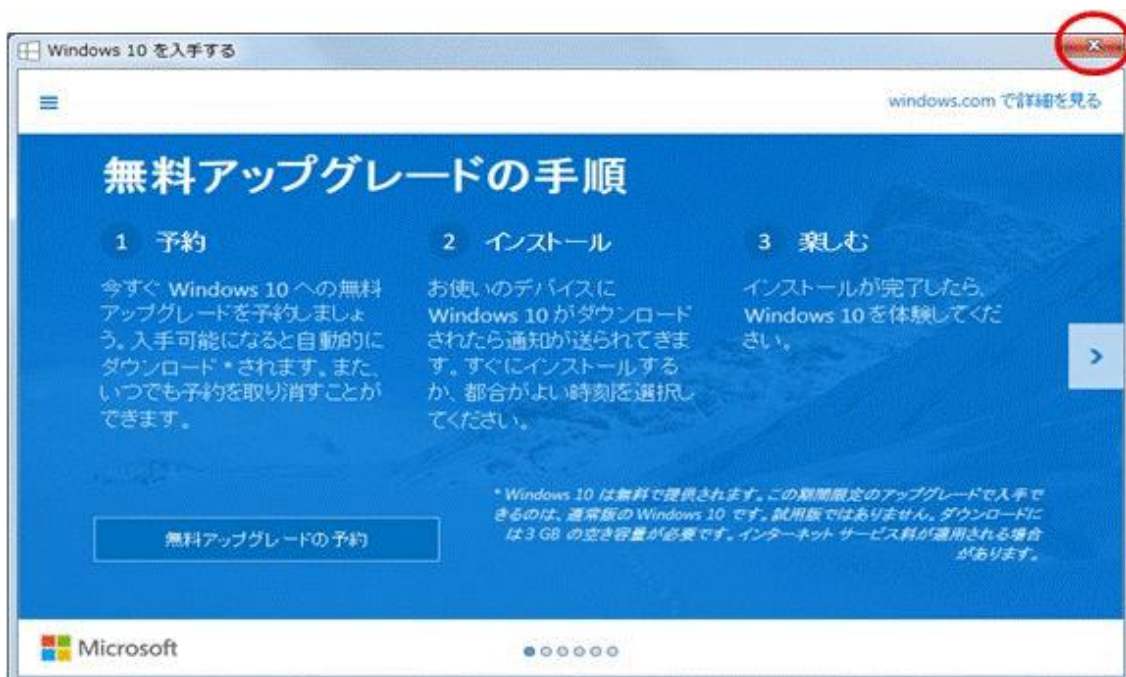 Windows 10 を入手する
windows.com で詳細を見る
無料アップグレードの手順
1 予約
今すぐ Windows 10 への無料
アップグレードを予約しましょ
う。入手可能になると自動的に
ダウンロード * されます。また、
いつでも予約を取り消すことが
できます。
2 インストール
お使いのデバイスに
Windows 10 がダウンロード
されたら通知が送られてきま
す。すぐにインストールする
か、都合がよい時刻を選択し
てください。
3 楽しむ
インストールが完了したら、
Windows 10 を体験してくだ
さい。
* Windows 10 は無料で提供されます。この期間限定のアップグレードで入手で
きるのは、通常版の Windows 10 です。試用版ではありません。ダウンロードに
は 3 GB の空き容量が必要です。インターネット サービス料が適用される場合
があります。
無料アップグレードの予約
Microsoft